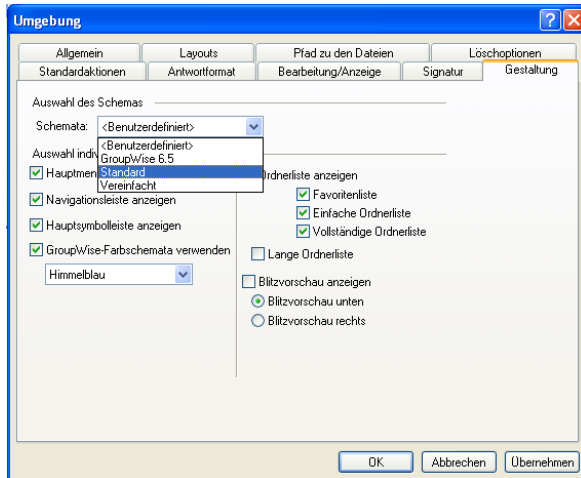 Umgebung
Allgemein
Layouts
Pfad zu den Dateien
Löschoptionen
Standardaktionen
Antwortformat
Bearbeitung/Anzeige
Signatur
Gestaltung
Auswahl des Schemas
Schemata: <Benutzerdefiniert>
<Benutzerdefiniert>
GroupWise 6.5
Standard
Vereinfacht
Auswahl indiv
Hauptmen
Navigationsleiste anzeigen
Hauptsymbolleiste anzeigen
GroupWise-Farbschemata verwenden
Himmelblau
rdnerliste anzeigen
Favoritenliste
Einfache Ordnerliste
Vollständige Ordnerliste
Lange Ordnerliste
Blitzvorschau anzeigen
Blitzvorschau unten
Blitzvorschau rechts
OK
Abbrechen
Übernehmen